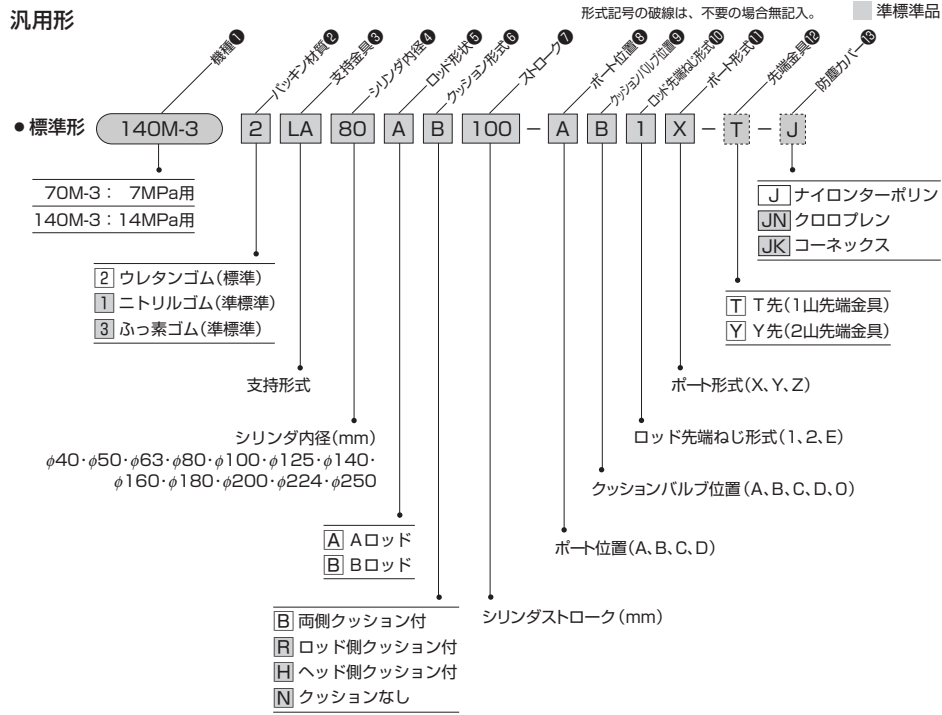 汎用形
形式記号の破線は、不要の場合無記入。
準標準品
機種❶
パッキン材質❷
支持金具❸
シリンダ内径❹
ロッド形状❺
クッション形式❻
ストローク❼
ポート位置❽
クッションバルブ位置❾
ロッド先端ねじ形式❿
ポート形式⓫
先端金具⓬
防塵カバー⓭
●標準形 140M-3 2 LA 80 A B 100 - A B 1 X - T - J
70M-3： 7MPa用
140M-3：14MPa用
J ナイロンターポリン
JN クロロプレン
JK コーネックス
2 ウレタンゴム(標準)
1 ニトリルゴム(準標準)
3 ふっ素ゴム(準標準)
T T先(1山先端金具)
Y Y先(2山先端金具)
支持形式
ポート形式(X、Y、Z)
シリンダ内径(mm)
φ40・φ50・φ63・φ80・φ100・φ125・φ140・
φ160・φ180・φ200・φ224・φ250
ロッド先端ねじ形式(1、2、E)
クッションバルブ位置(A、B、C、D、0)
A Aロッド
B Bロッド
ポート位置(A、B、C、D)
B 両側クッション付
R ロッド側クッション付
H ヘッド側クッション付
N クッションなし
シリンダストローク(mm)